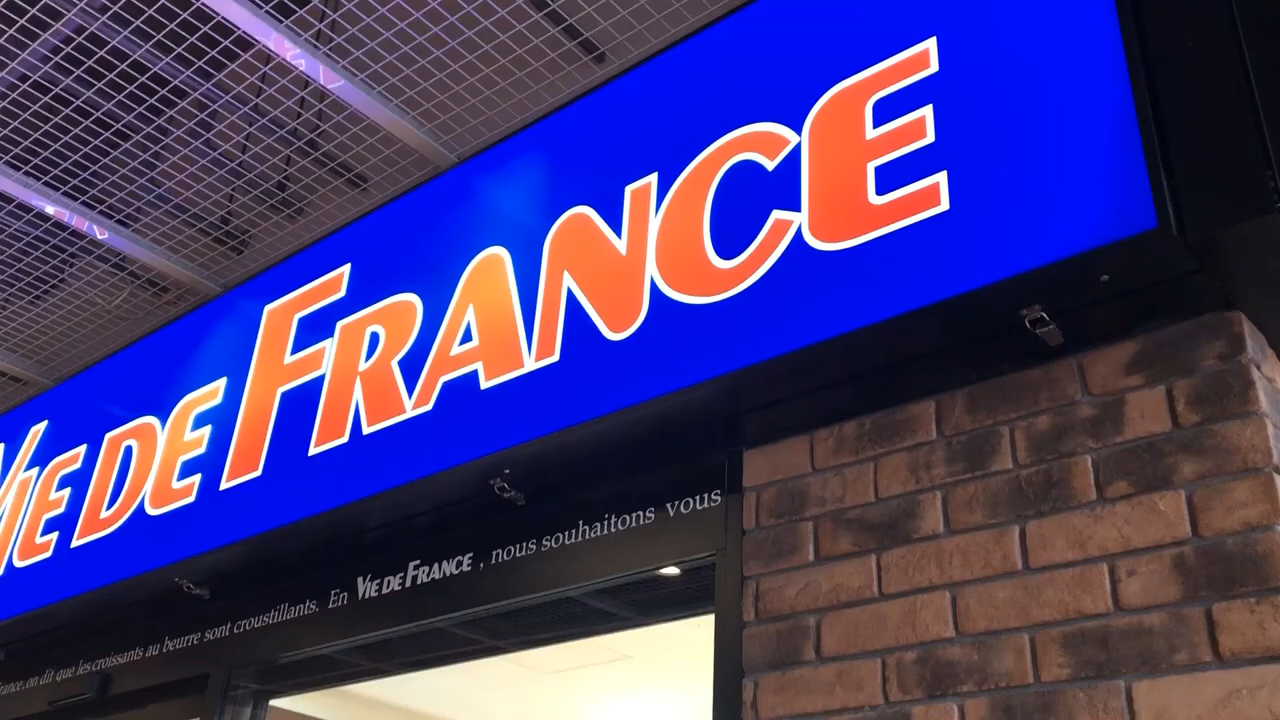 VIE DE FRANCE
France, on dit que les croissants au beurre sont croustillants. En VIE DE FRANCE , nous souhaitons vous